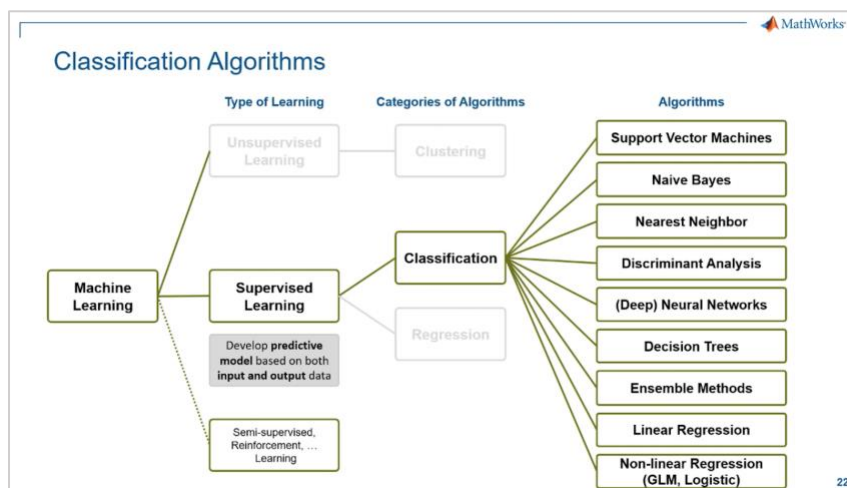 MathWorks
Classification Algorithms
Type of Learning
Categories of Algorithms
Algorithms
Unsupervised
Learning
Clustering
Machine
Learning
Supervised
Learning
Develop predictive
model based on both
input and output data
Semi-supervised,
Reinforcement, …
Learning
Classification
Regression
Support Vector Machines
Naive Bayes
Nearest Neighbor
Discriminant Analysis
(Deep) Neural Networks
Decision Trees
Ensemble Methods
Linear Regression
Non-linear Regression
(GLM, Logistic)
22